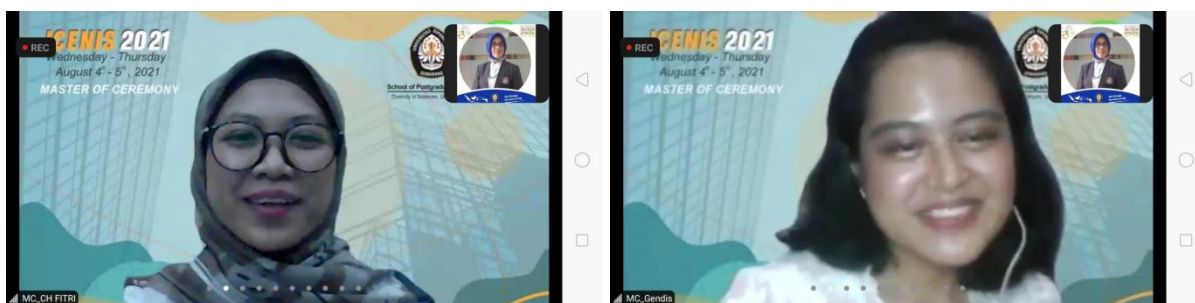 REC
ICENIS 2021
Wednesday - Thursday
August 4ᵗʰ - 5ᵗʰ, 2021
MASTER OF CEREMONY
School of Postgradu
MC_CH FITRI
REC
ICENIS 2021
Wednesday - Thursday
August 4ᵗʰ - 5ᵗʰ, 2021
MASTER OF CEREMONY
MC_Gendis